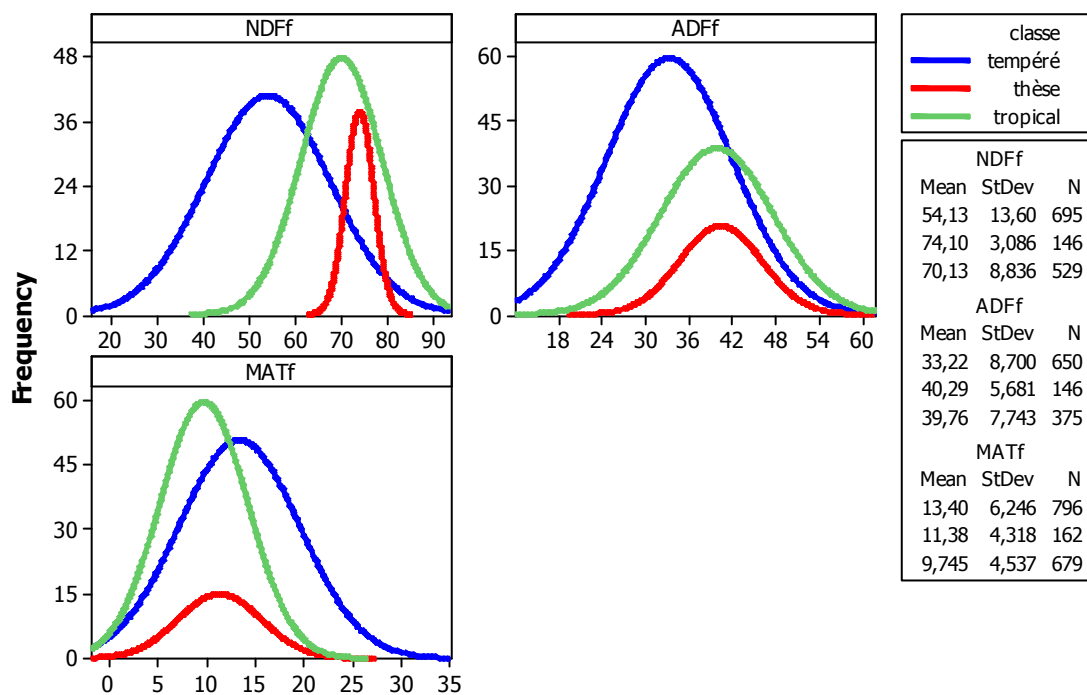 NDFf
48
36
24
12
0
20 30 40 50 60 70 80 90
ADFf
60
45
30
15
0
18 24 30 36 42 48 54 60
Frequency
MATf
60
45
30
15
0
0 5 10 15 20 25 30 35
classe
tempéré
thèse
tropical
NDFf
Mean StDev N
54,13 13,60 695
74,10 3,086 146
70,13 8,836 529
ADFf
Mean StDev N
33,22 8,700 650
40,29 5,681 146
39,76 7,743 375
MATf
Mean StDev N
13,40 6,246 796
11,38 4,318 162
9,745 4,537 679